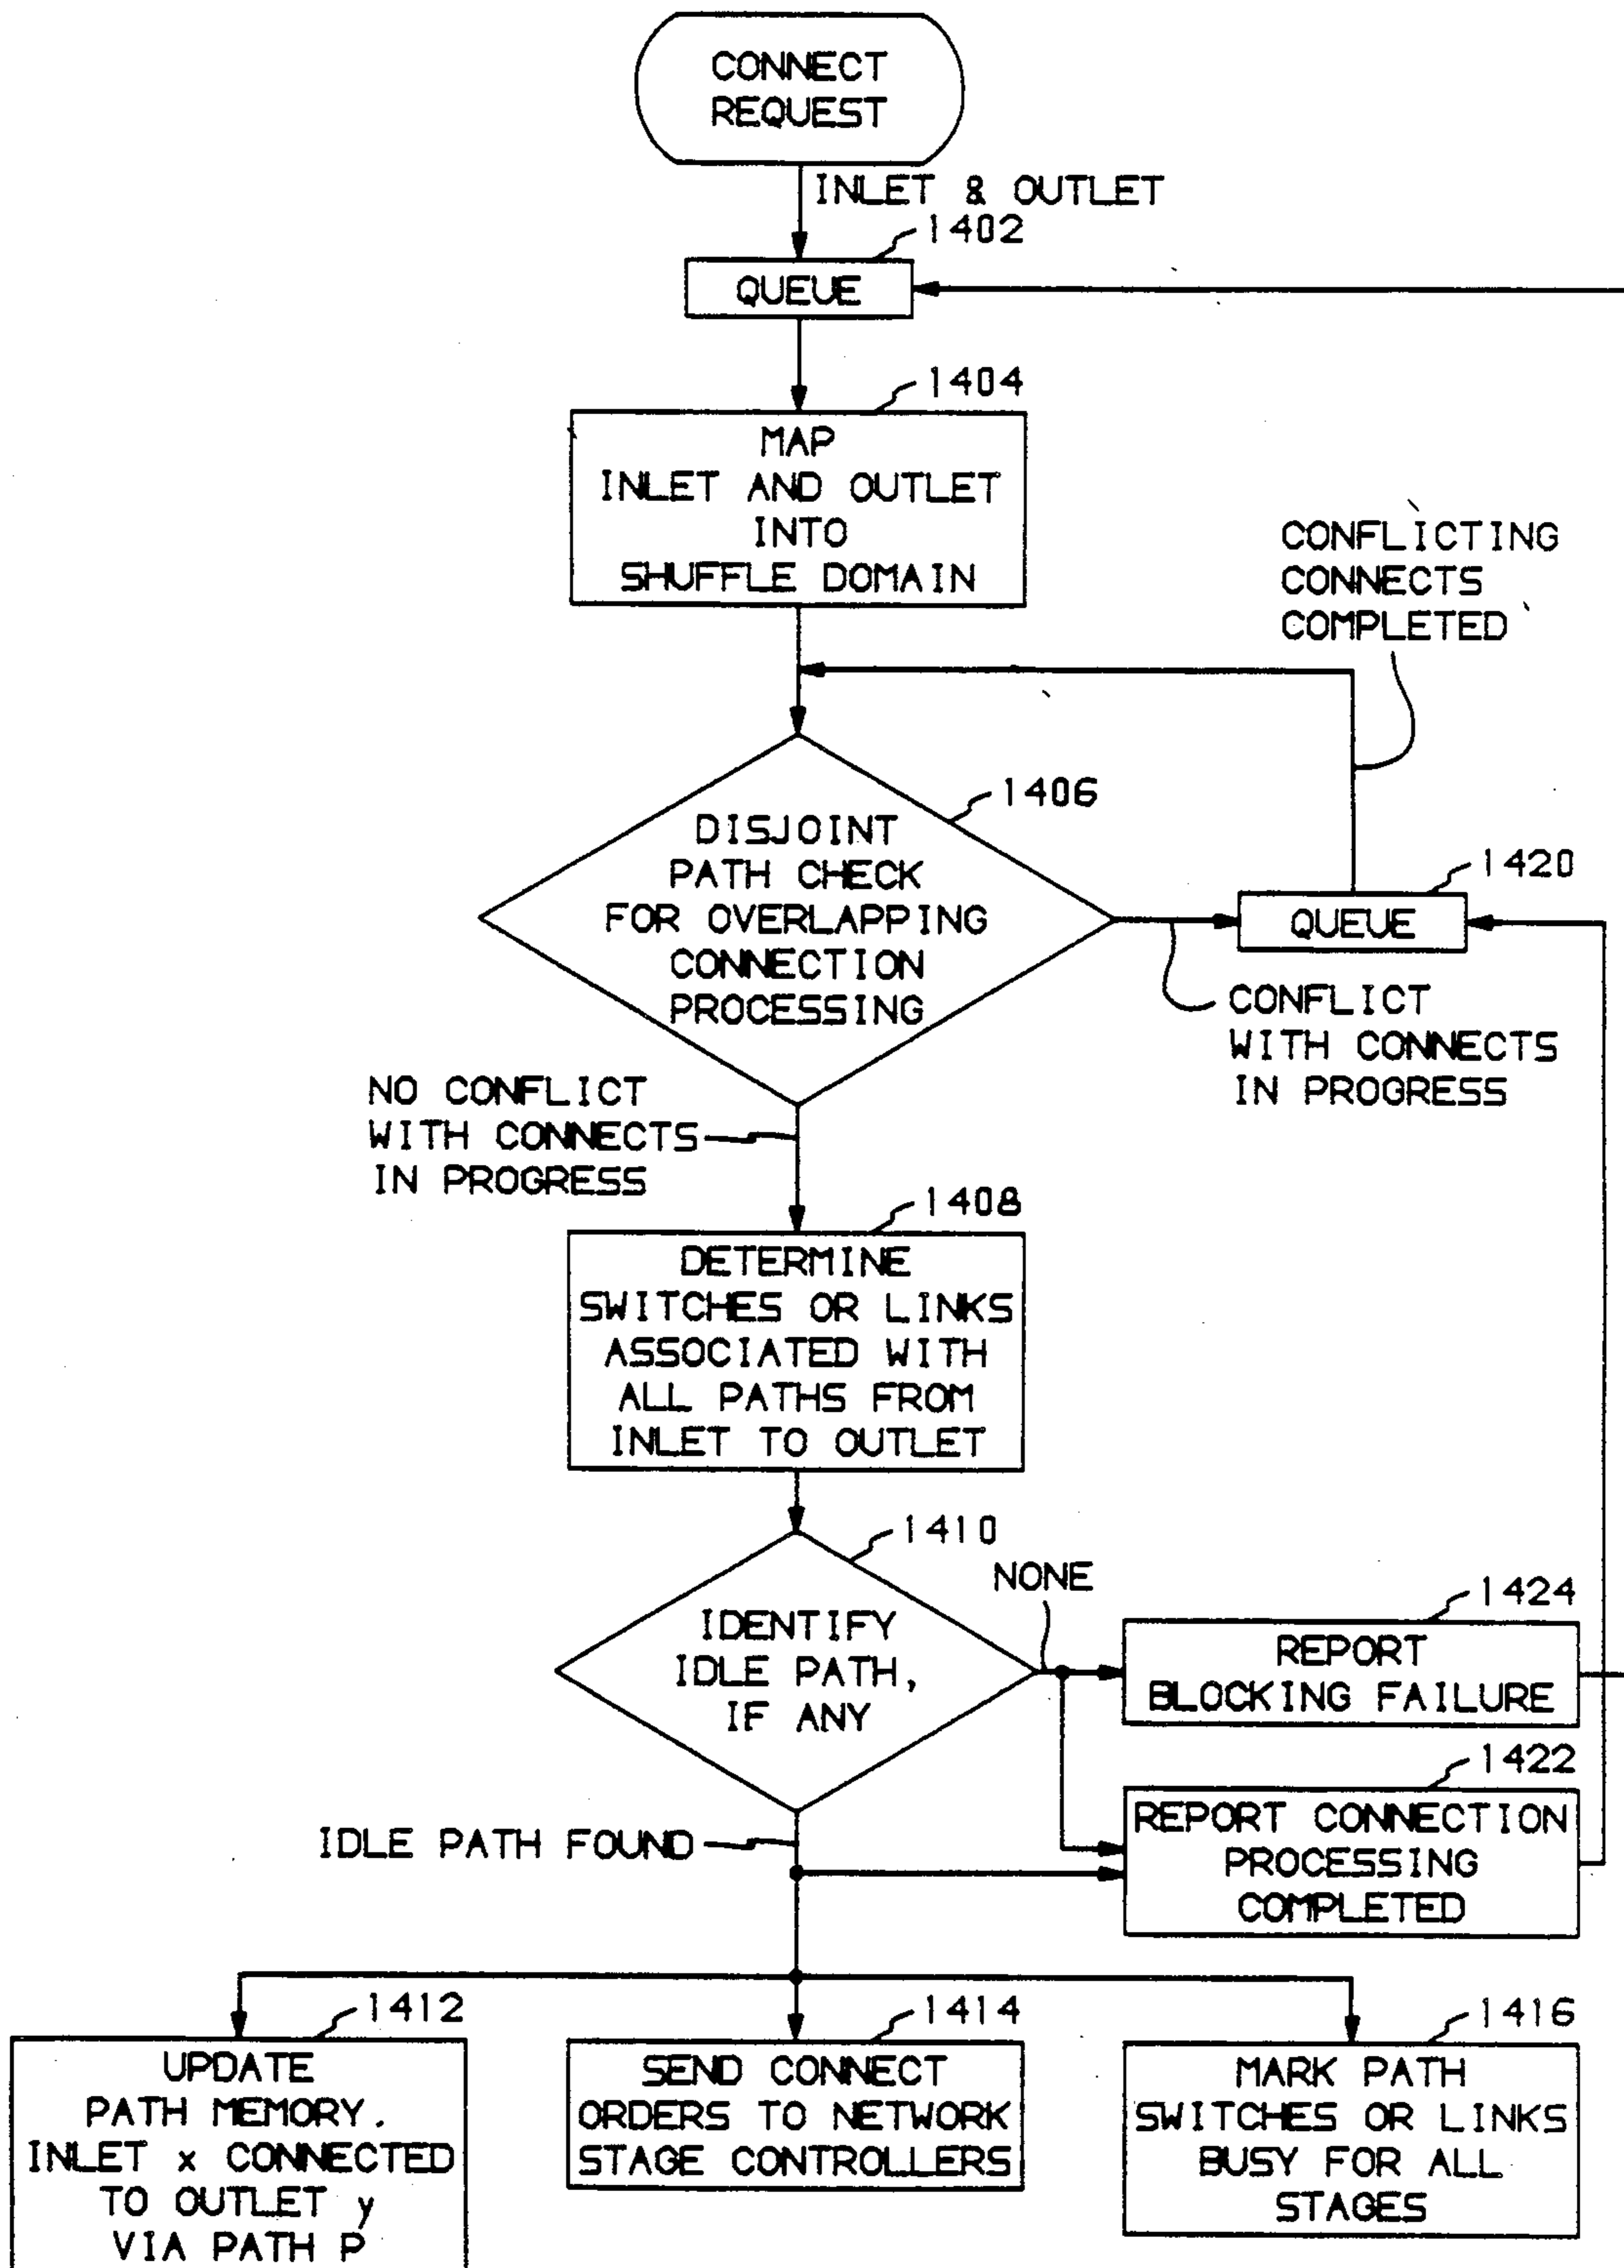 CONNECT
REQUEST
INLET & OUTLET
1402
QUEUE
1404
MAP
INLET AND OUTLET
INTO
SHUFFLE DOMAIN
CONFLICTING
CONNECTS
COMPLETED
1406
DISJOINT
PATH CHECK
FOR OVERLAPPING
CONNECTION
PROCESSING
1420
QUEUE
CONFLICT
WITH CONNECTS
IN PROGRESS
NO CONFLICT
WITH CONNECTS
IN PROGRESS
1408
DETERMINE
SWITCHES OR LINKS
ASSOCIATED WITH
ALL PATHS FROM
INLET TO OUTLET
1410
NONE
IDENTIFY
IDLE PATH,
IF ANY
1424
REPORT
BLOCKING FAILURE
1422
REPORT CONNECTION
PROCESSING
COMPLETED
IDLE PATH FOUND
1412
UPDATE
PATH MEMORY.
INLET x CONNECTED
TO OUTLET y
VIA PATH P
1414
SEND CONNECT
ORDERS TO NETWORK
STAGE CONTROLLERS
1416
MARK PATH
SWITCHES OR LINKS
BUSY FOR ALL
STAGES